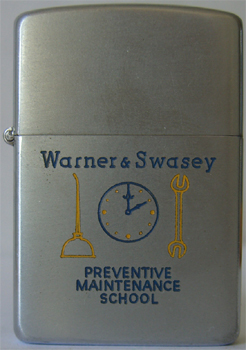 Warner & Swasey
PREVENTIVE
MAINTENANCE
SCHOOL